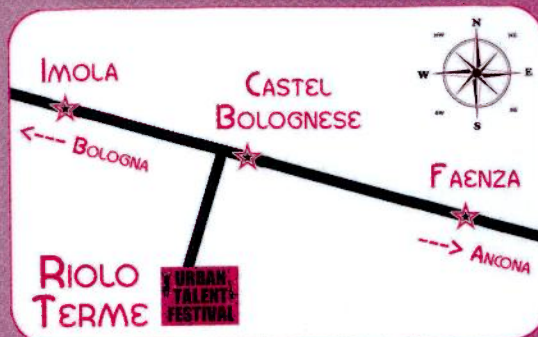 IMOLA
CASTEL
BOLOGNESE
N
W
E
S
<--- BOLOGNA
FAENZA
---> ANCONA
RIOLO
TERME
URBAN
TALENT
FESTIVAL